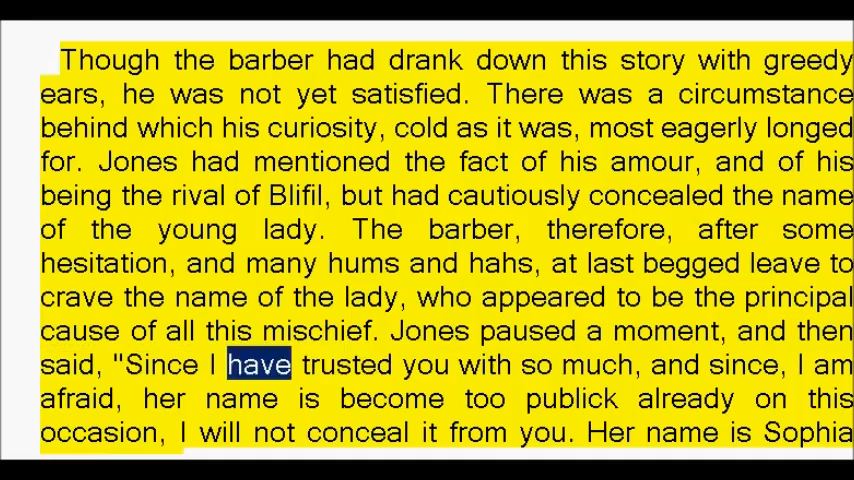 Though the barber had drank down this story with greedy
ears, he was not yet satisfied. There was a circumstance
behind which his curiosity, cold as it was, most eagerly longed
for. Jones had mentioned the fact of his amour, and of his
being the rival of Blifil, but had cautiously concealed the name
of the young lady. The barber, therefore, after some
hesitation, and many hums and hahs, at last begged leave to
crave the name of the lady, who appeared to be the principal
cause of all this mischief. Jones paused a moment, and then
said, "Since I have trusted you with so much, and since, I am
afraid, her name is become too publick already on this
occasion, I will not conceal it from you. Her name is Sophia